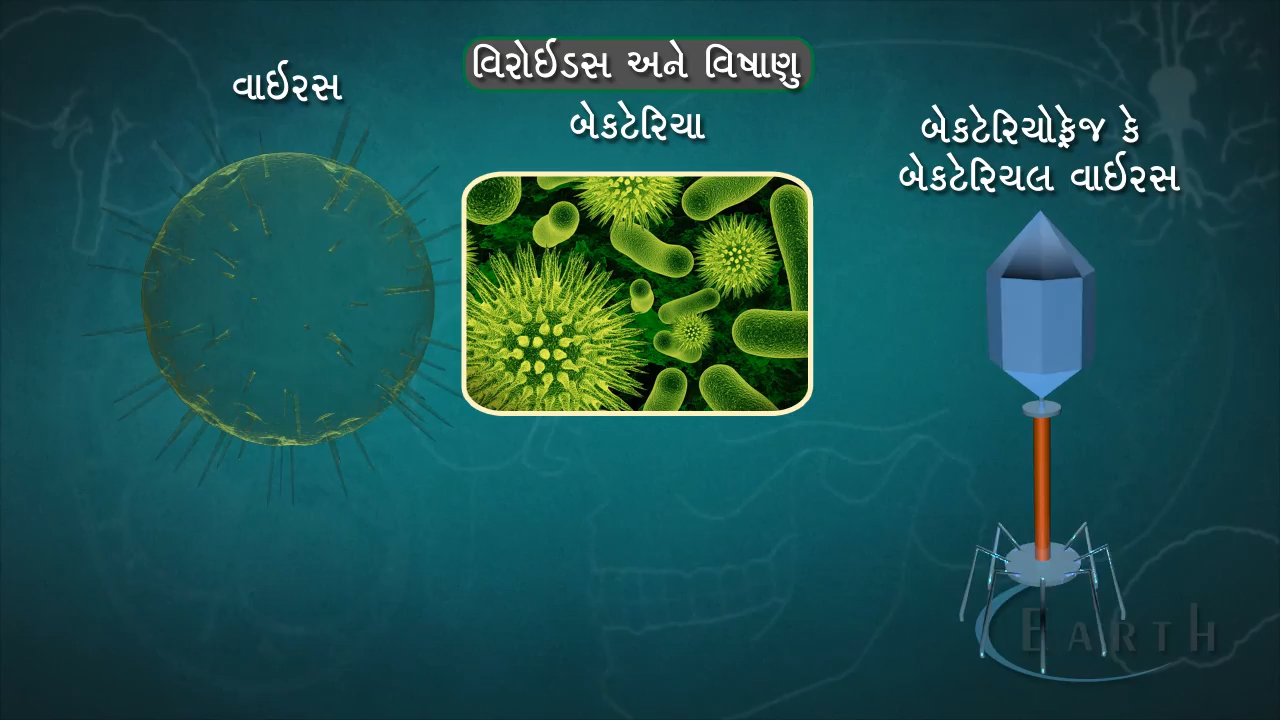 વિરોઈડસ અને વિષાણુ
વાઈરસ
બેકટેરિયા
બેકટેરિયોફ્રેજ કે
બેકટેરિયલ વાઈરસ
EARTH